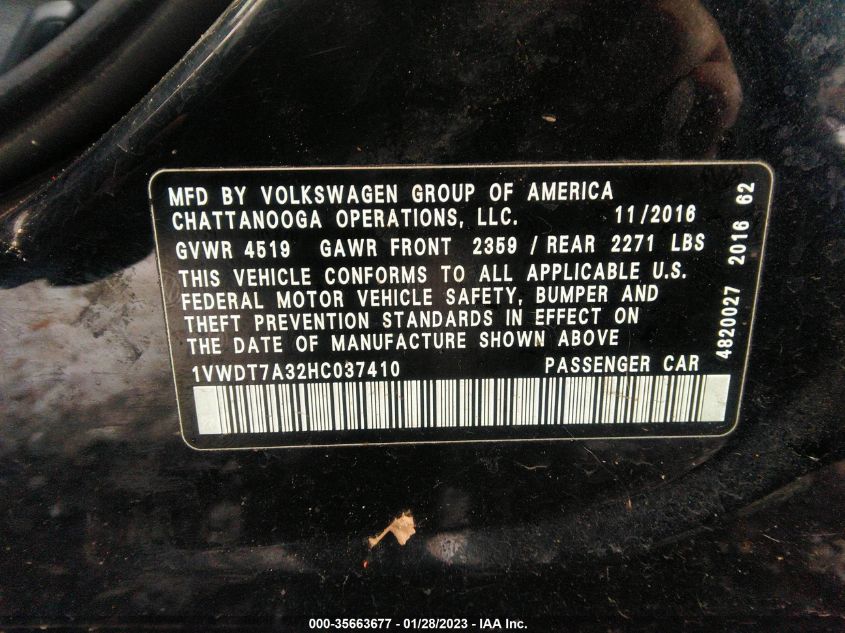 MFD BY VOLKSWAGEN GROUP OF AMERICA
CHATTANOOGA OPERATIONS, LLC. 11/2016
GVWR 4519 GAWR FRONT 2359 / REAR 2271 LBS
THIS VEHICLE CONFORMS TO ALL APPLICABLE U.S.
FEDERAL MOTOR VEHICLE SAFETY, BUMPER AND
THEFT PREVENTION STANDARDS IN EFFECT ON
THE DATE OF MANUFACTURE SHOWN ABOVE
1VWDT7A32HC037410 PASSENGER CAR
4820027 2016 62
000-35663677 - 01/28/2023 - IAA Inc.